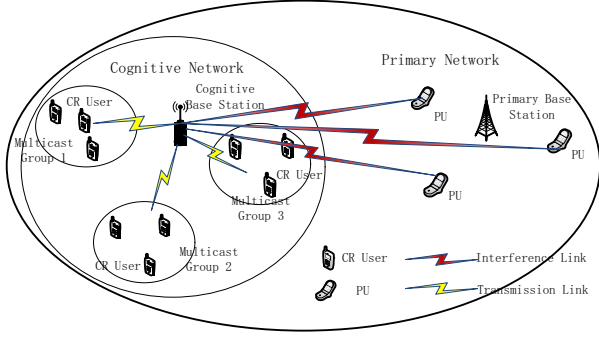 Primary Network
Cognitive Network
Cognitive
Base Station
CR User
Primary Base
Station
PU
Multicast
Group 1
PU
CR User
PU
Multicast
Group 3
Multicast
Group 2
CR User
CR User
Interference Link
PU
Transmission Link